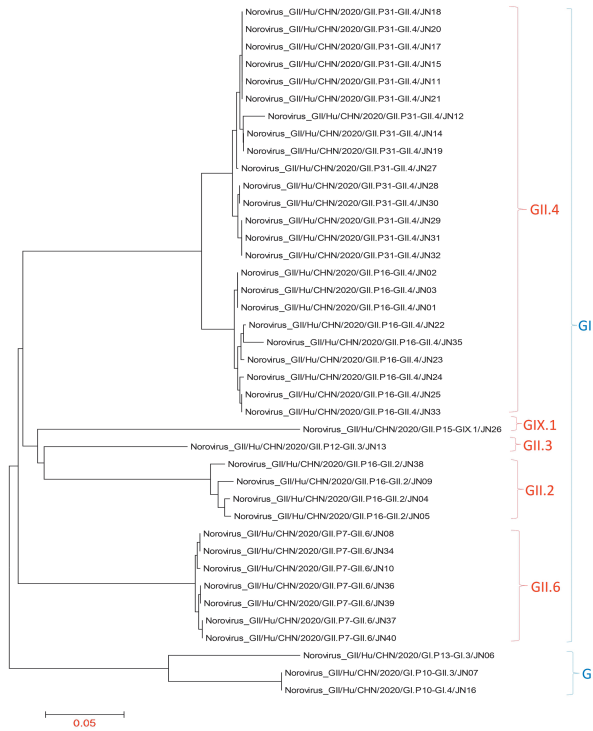 Norovirus_GII/Hu/CHN/2020/GII.P31-GII.4/JN18
Norovirus_GII/Hu/CHN/2020/GII.P31-GII.4/JN20
Norovirus_GII/Hu/CHN/2020/GII.P31-GII.4/JN17
Norovirus_GII/Hu/CHN/2020/GII.P31-GII.4/JN15
Norovirus_GII/Hu/CHN/2020/GII.P31-GII.4/JN11
Norovirus_GII/Hu/CHN/2020/GII.P31-GII.4/JN21
Norovirus_GII/Hu/CHN/2020/GII.P31-GII.4/JN12
Norovirus_GII/Hu/CHN/2020/GII.P31-GII.4/JN14
Norovirus_GII/Hu/CHN/2020/GII.P31-GII.4/JN19
Norovirus_GII/Hu/CHN/2020/GII.P31-GII.4/JN27
Norovirus_GII/Hu/CHN/2020/GII.P31-GII.4/JN28
Norovirus_GII/Hu/CHN/2020/GII.P31-GII.4/JN30
Norovirus_GII/Hu/CHN/2020/GII.P31-GII.4/JN29
Norovirus_GII/Hu/CHN/2020/GII.P31-GII.4/JN31
Norovirus_GII/Hu/CHN/2020/GII.P31-GII.4/JN32
Norovirus_GII/Hu/CHN/2020/GII.P16-GII.4/JN02
Norovirus_GII/Hu/CHN/2020/GII.P16-GII.4/JN03
Norovirus_GII/Hu/CHN/2020/GII.P16-GII.4/JN01
Norovirus_GII/Hu/CHN/2020/GII.P16-GII.4/JN22
Norovirus_GII/Hu/CHN/2020/GII.P16-GII.4/JN35
Norovirus_GII/Hu/CHN/2020/GII.P16-GII.4/JN23
Norovirus_GII/Hu/CHN/2020/GII.P16-GII.4/JN24
Norovirus_GII/Hu/CHN/2020/GII.P16-GII.4/JN25
Norovirus_GII/Hu/CHN/2020/GII.P16-GII.4/JN33
Norovirus_GII/Hu/CHN/2020/GII.P15-GIX.1/JN26
Norovirus_GII/Hu/CHN/2020/GII.P12-GII.3/JN13
Norovirus_GII/Hu/CHN/2020/GII.P16-GII.2/JN38
Norovirus_GII/Hu/CHN/2020/GII.P16-GII.2/JN09
Norovirus_GII/Hu/CHN/2020/GII.P16-GII.2/JN04
Norovirus_GII/Hu/CHN/2020/GII.P16-GII.2/JN05
Norovirus_GII/Hu/CHN/2020/GII.P7-GII.6/JN08
Norovirus_GII/Hu/CHN/2020/GII.P7-GII.6/JN34
Norovirus_GII/Hu/CHN/2020/GII.P7-GII.6/JN10
Norovirus_GII/Hu/CHN/2020/GII.P7-GII.6/JN36
Norovirus_GII/Hu/CHN/2020/GII.P7-GII.6/JN39
Norovirus_GII/Hu/CHN/2020/GII.P7-GII.6/JN37
Norovirus_GII/Hu/CHN/2020/GII.P7-GII.6/JN40
Norovirus_GII/Hu/CHN/2020/GI.P13-GI.3/JN06
Norovirus_GII/Hu/CHN/2020/GI.P10-GII.3/JN07
Norovirus_GII/Hu/CHN/2020/GI.P10-GI.4/JN16
GII.4
GIX.1
GII.3
GII.2
GII.6
GI
G
0.05